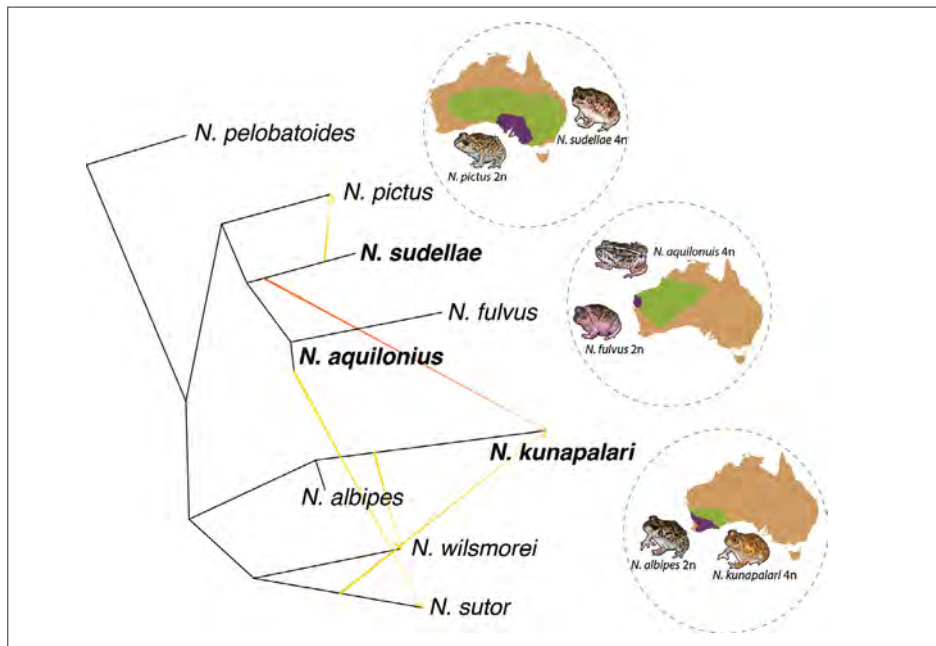 N. sudellae 4n
N. pictus 2n
N. pelobatoides
N. pictus
N. sudellae
N. aquilonuis 4n
N. fulvus 2n
N. fulvus
N. aquilonius
N. kunapalari
N. albipes
N. wilsmorei
N. sutor
N. albipes 2n
N. kunapalari 4n